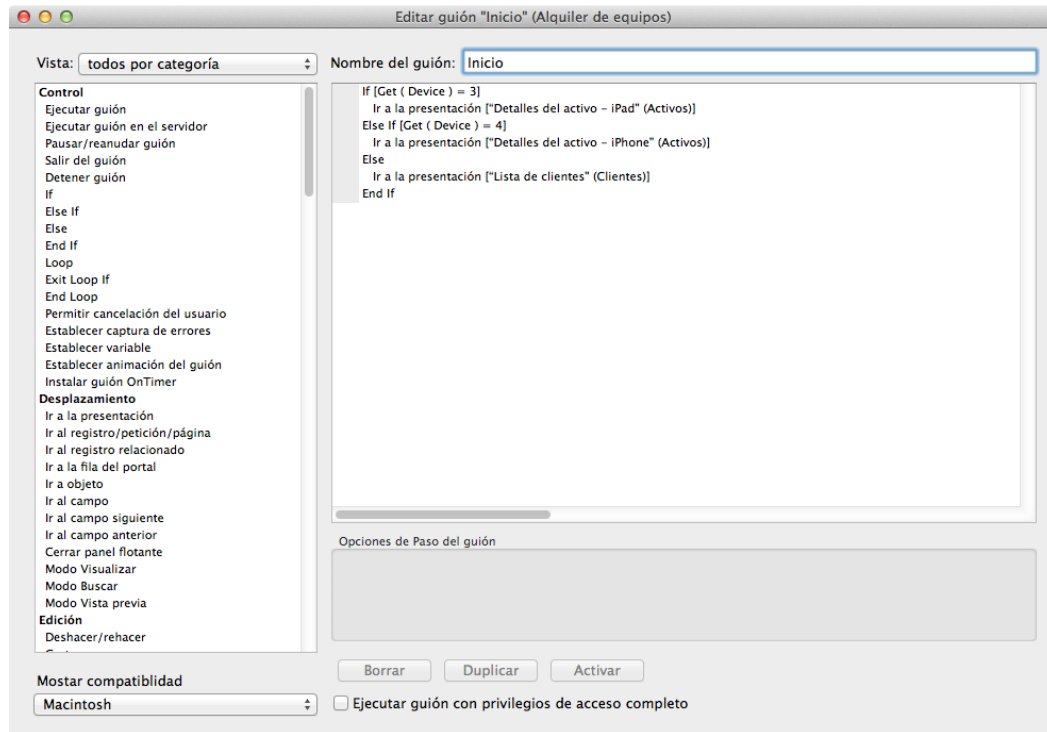 Editar guión "Inicio" (Alquiler de equipos)
Vista: todos por categoría
Nombre del guión: Inicio
Control
Ejecutar guión
Ejecutar guión en el servidor
Pausar/reanudar guión
Salir del guión
Detener guión
If
Else If
Else
End If
Loop
Exit Loop If
End Loop
Permitir cancelación del usuario
Establecer captura de errores
Establecer variable
Establecer animación del guión
Instalar guión OnTimer
Desplazamiento
Ir a la presentación
Ir al registro/petición/página
Ir al registro relacionado
Ir a la fila del portal
Ir a objeto
Ir al campo
Ir al campo siguiente
Ir al campo anterior
Cerrar panel flotante
Modo Visualizar
Modo Buscar
Modo Vista previa
Edición
Deshacer/rehacer
Mostar compatiblidad
Macintosh
If [Get ( Device ) = 3]
Ir a la presentación ["Detalles del activo – iPad" (Activos)]
Else If [Get ( Device ) = 4]
Ir a la presentación ["Detalles del activo – iPhone" (Activos)]
Else
Ir a la presentación ["Lista de clientes" (Clientes)]
End If
Opciones de Paso del guión
Borrar Duplicar Activar
Ejecutar guión con privilegios de acceso completo